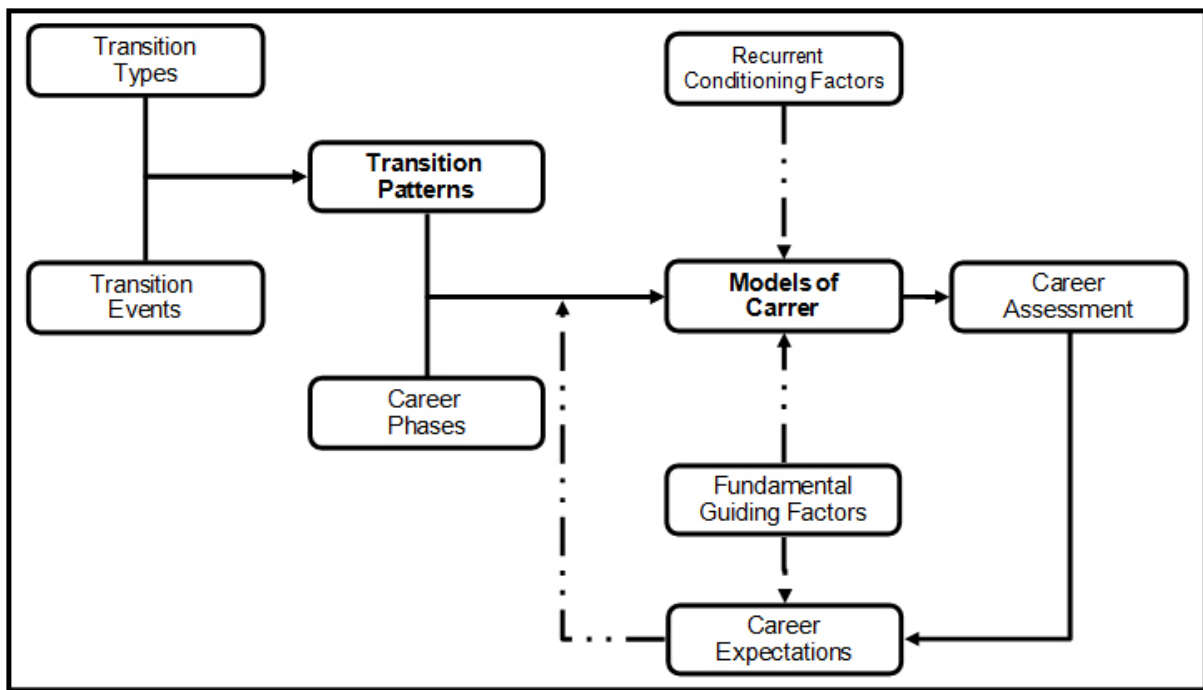 Transition
Types
Recurrent
Conditioning Factors
Transition
Patterns
Transition
Events
Models of
Carrer
Career
Assessment
Career
Phases
Fundamental
Guiding Factors
Career
Expectations